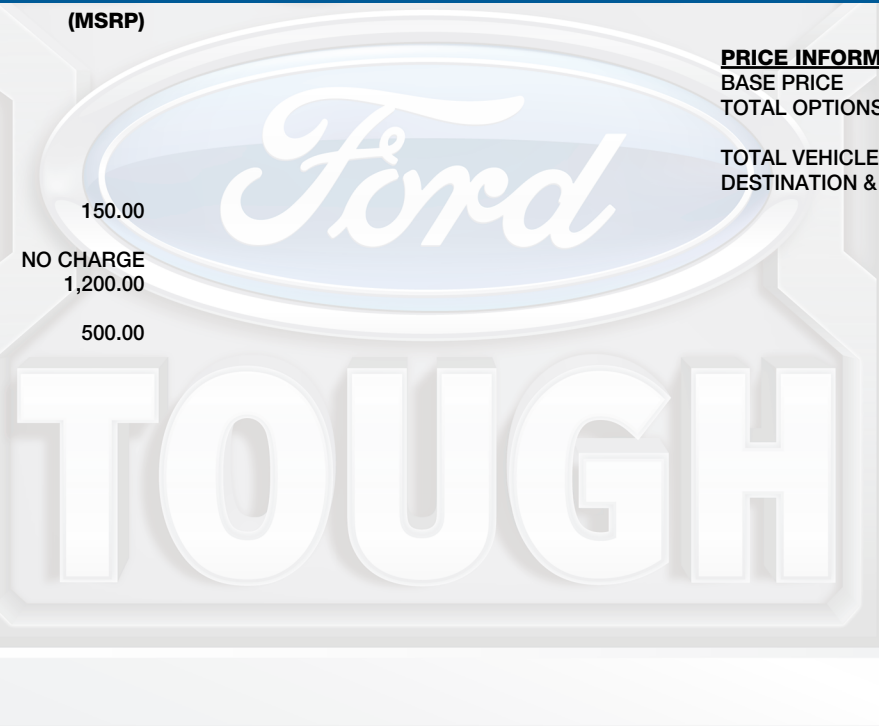 (MSRP)
150.00
NO CHARGE
1,200.00
500.00
PRICE INFORM
BASE PRICE
TOTAL OPTIONS
TOTAL VEHICLE
DESTINATION &
Ford
TOUGH